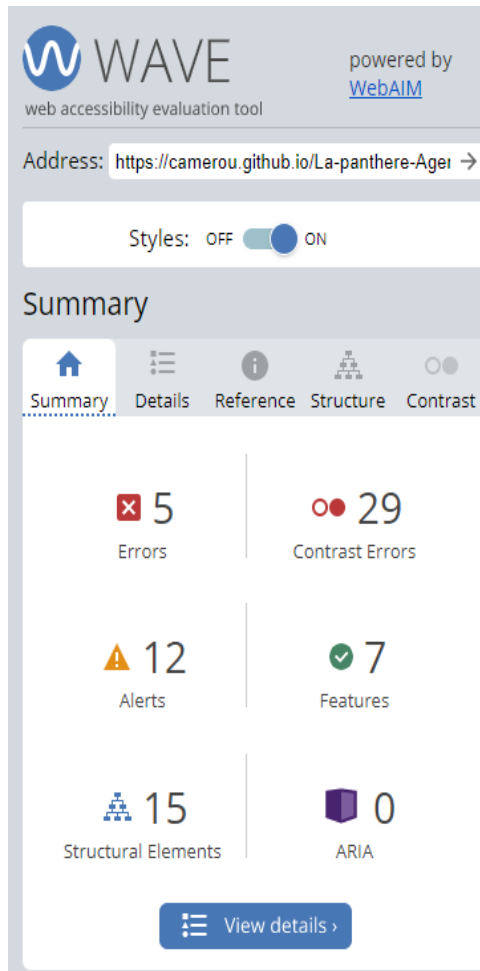 WAVE
powered by
WebAIM
web accessibility evaluation tool
Address: https://camerou.github.io/La-panthere-Ager
Styles: OFF ON
Summary
Summary Details Reference Structure Contrast
5
Errors
29
Contrast Errors
12
Alerts
7
Features
15
Structural Elements
0
ARIA
View details ›